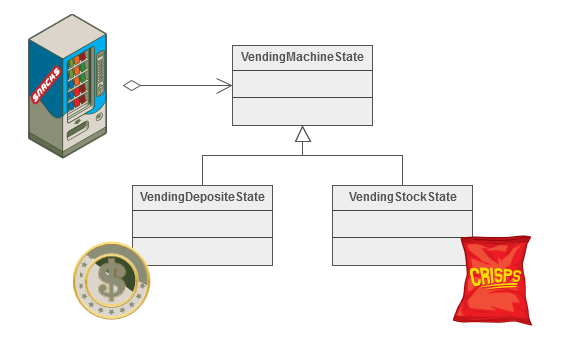 VendingMachineState
SNACKS
VendingDepositeState
VendingStockState
$
CRISPS